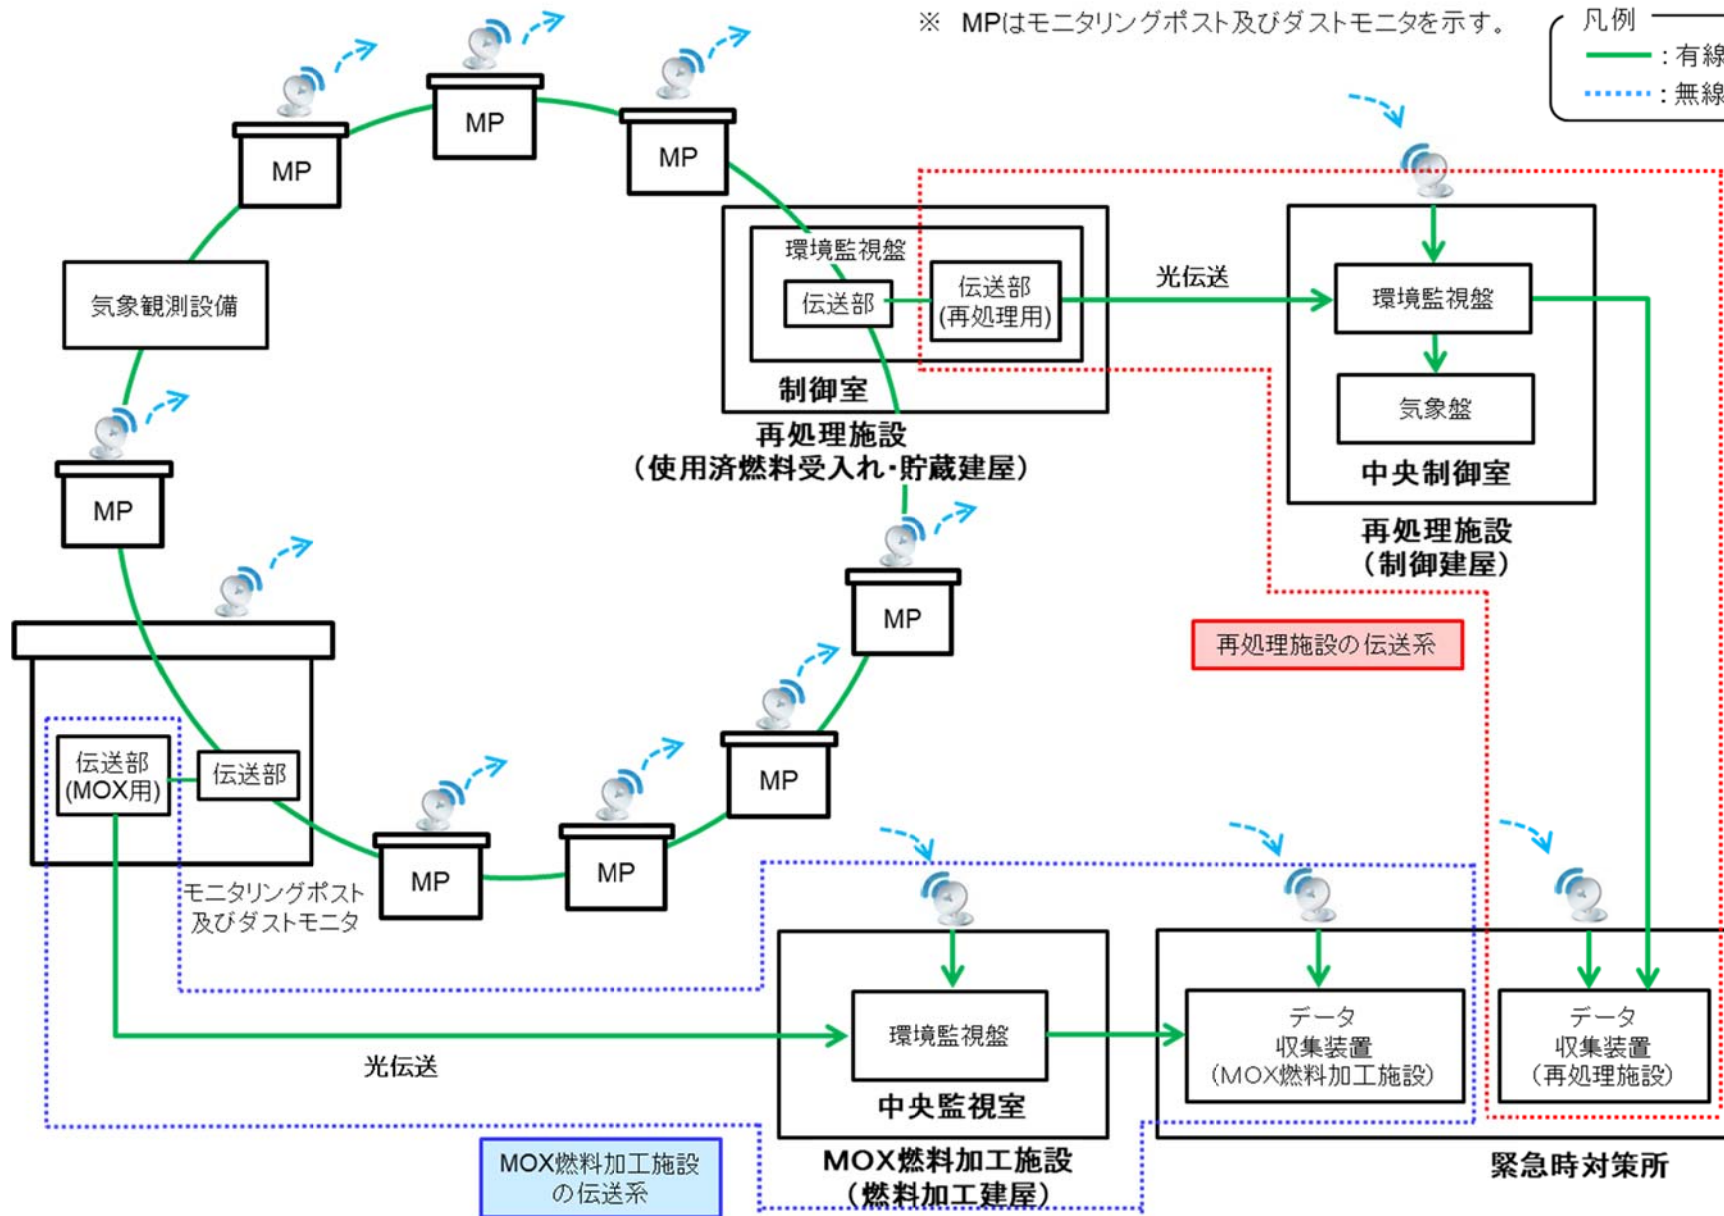 ※ MPはモニタリングポスト及びダストモニタを示す。
凡例
：有線
：無線
MP
MP
MP
気象観測設備
環境監視盤
伝送部
伝送部
(再処理用)
制御室
再処理施設
（使用済燃料受入れ・貯蔵建屋）
光伝送
環境監視盤
気象盤
中央制御室
再処理施設
（制御建屋）
MP
MP
再処理施設の伝送系
伝送部
(MOX用)
伝送部
MP
モニタリングポスト
及びダストモニタ
MP
MP
光伝送
環境監視盤
中央監視室
MOX燃料加工施設
（燃料加工建屋）
データ
収集装置
（MOX燃料加工施設）
データ
収集装置
（再処理施設）
緊急時対策所
MOX燃料加工施設
の伝送系